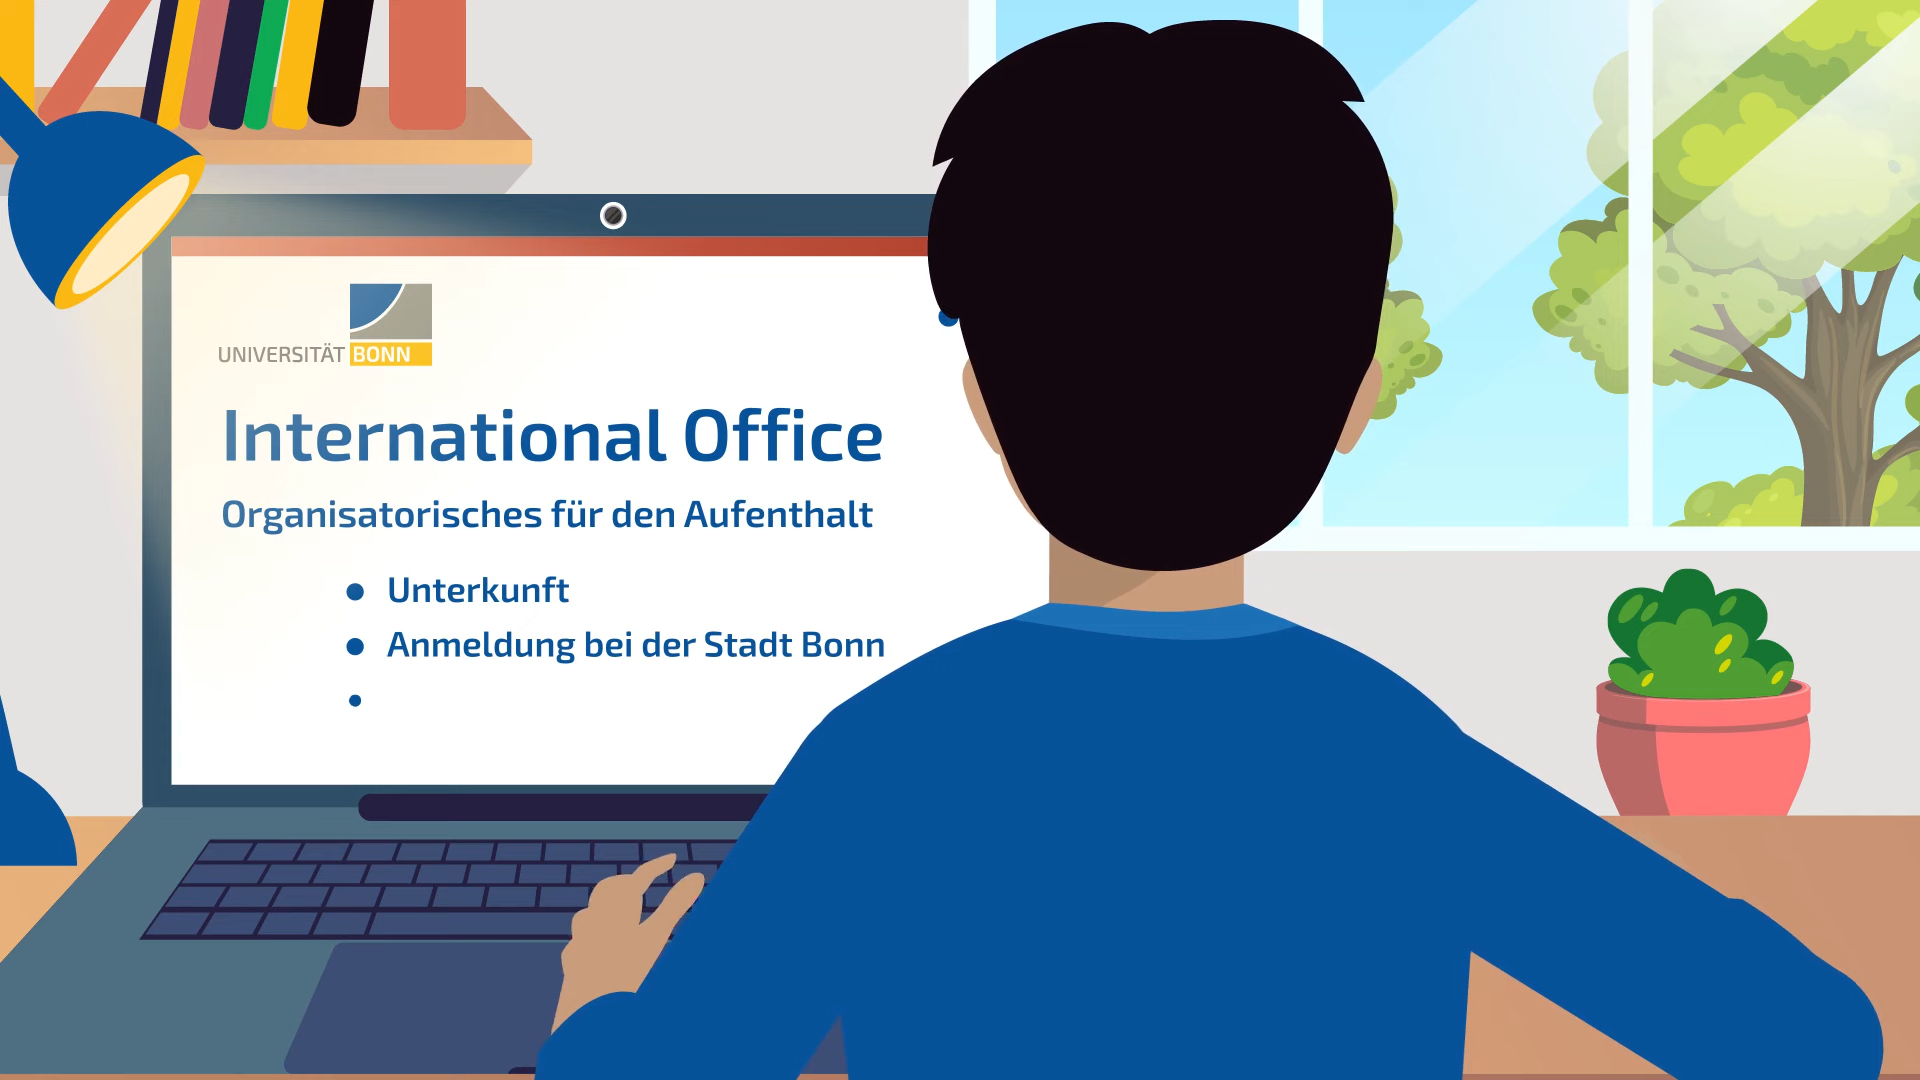 UNIVERSITÄT BONN
International Office
Organisatorisches für den Aufenthalt
• Unterkunft
• Anmeldung bei der Stadt Bonn
•